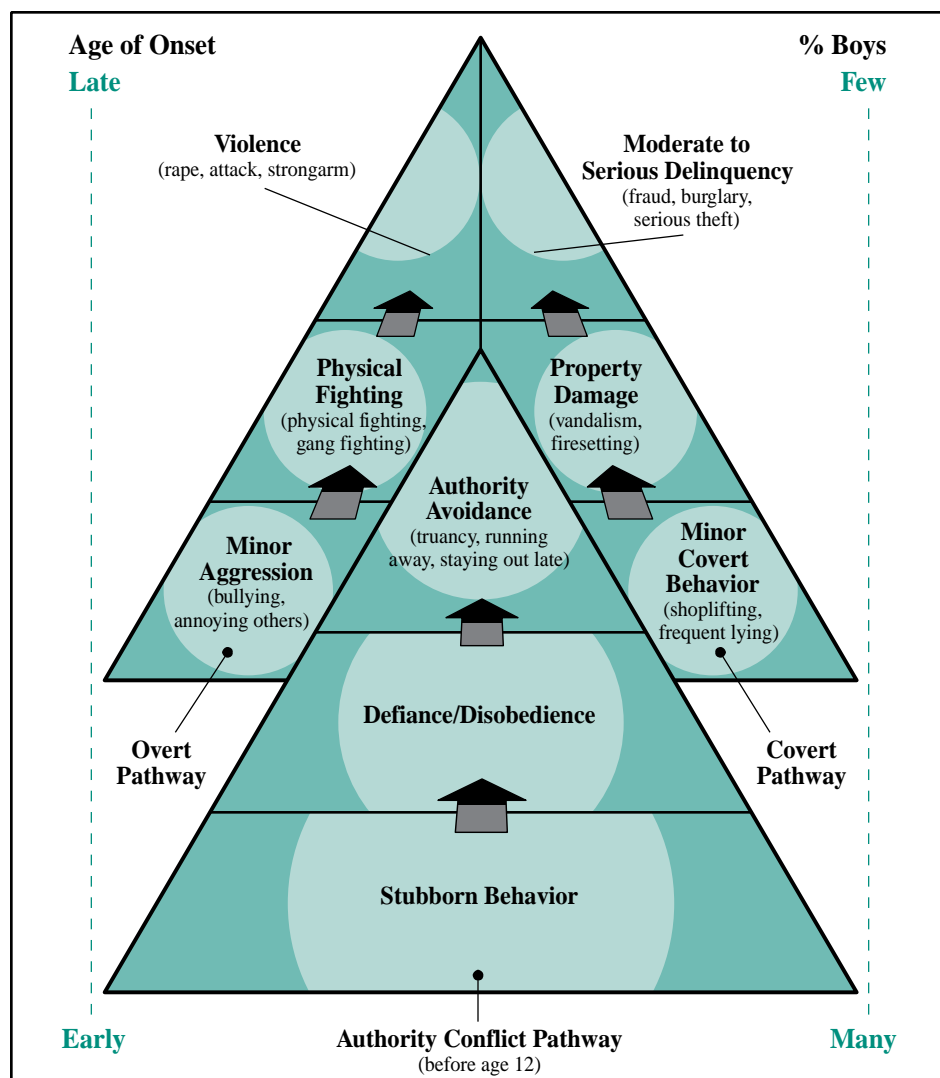 Age of Onset
% Boys
Late
Few
Violence
(rape, attack, strongarm)
Moderate to
Serious Delinquency
(fraud, burglary,
serious theft)
Physical
Fighting
(physical fighting,
gang fighting)
Property
Damage
(vandalism,
firesetting)
Authority
Avoidance
(truancy, running
away, staying out late)
Minor
Aggression
(bullying,
annoying others)
Minor
Covert
Behavior
(shoplifting,
frequent lying)
Defiance/Disobedience
Overt
Pathway
Covert
Pathway
Stubborn Behavior
Early
Many
Authority Conflict Pathway
(before age 12)